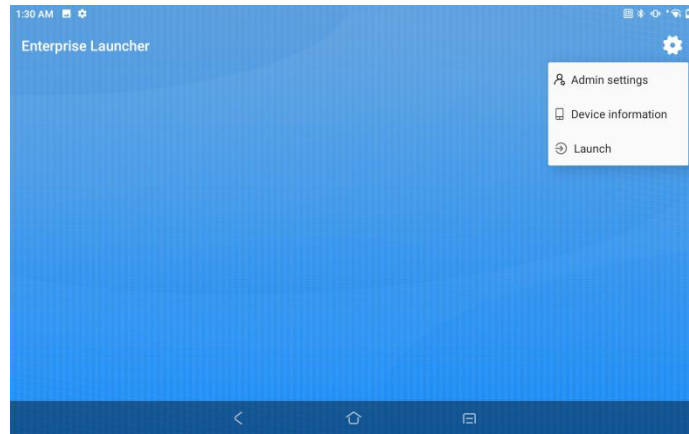 1:30 AM
Enterprise Launcher
Admin settings
Device information
Launch